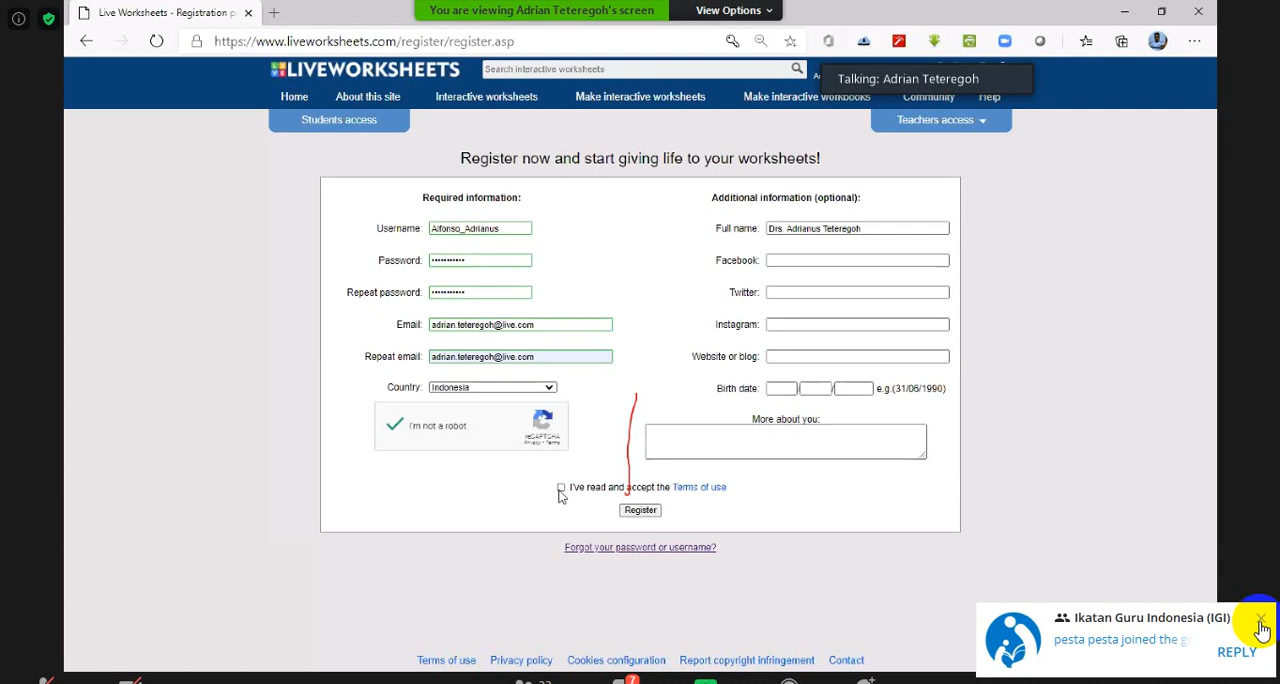 Live Worksheets - Registration p
You are viewing Adrian Teteregoh's screen
View Options
https://www.liveworksheets.com/register/register.asp
LIVEWORKSHEETS
Search interactive worksheets
Talking: Adrian Teteregoh
Home
About this site
Interactive worksheets
Make interactive worksheets
Make interactive workbooks
Community
Help
Students access
Teachers access
Register now and start giving life to your worksheets!
Required information:
Additional information (optional):
Username: Alfonso_Adrianus
Full name: Drs. Adrianus Teteregoh
Password: •••••••••••
Facebook:
Repeat password: •••••••••••
Twitter:
Email: adrian.teteregoh@live.com
Instagram:
Repeat email: adrian.teteregoh@live.com
Website or blog:
Country: Indonesia
Birth date: / / e.g.(31/06/1990)
I'm not a robot
reCAPTCHA
Privacy - Terms
More about you:
I've read and accept the Terms of use
Register
Forgot your password or username?
Ikatan Guru Indonesia (IGI)
pesta pesta joined the g
REPLY
Terms of use
Privacy policy
Cookies configuration
Report copyright infringement
Contact
7